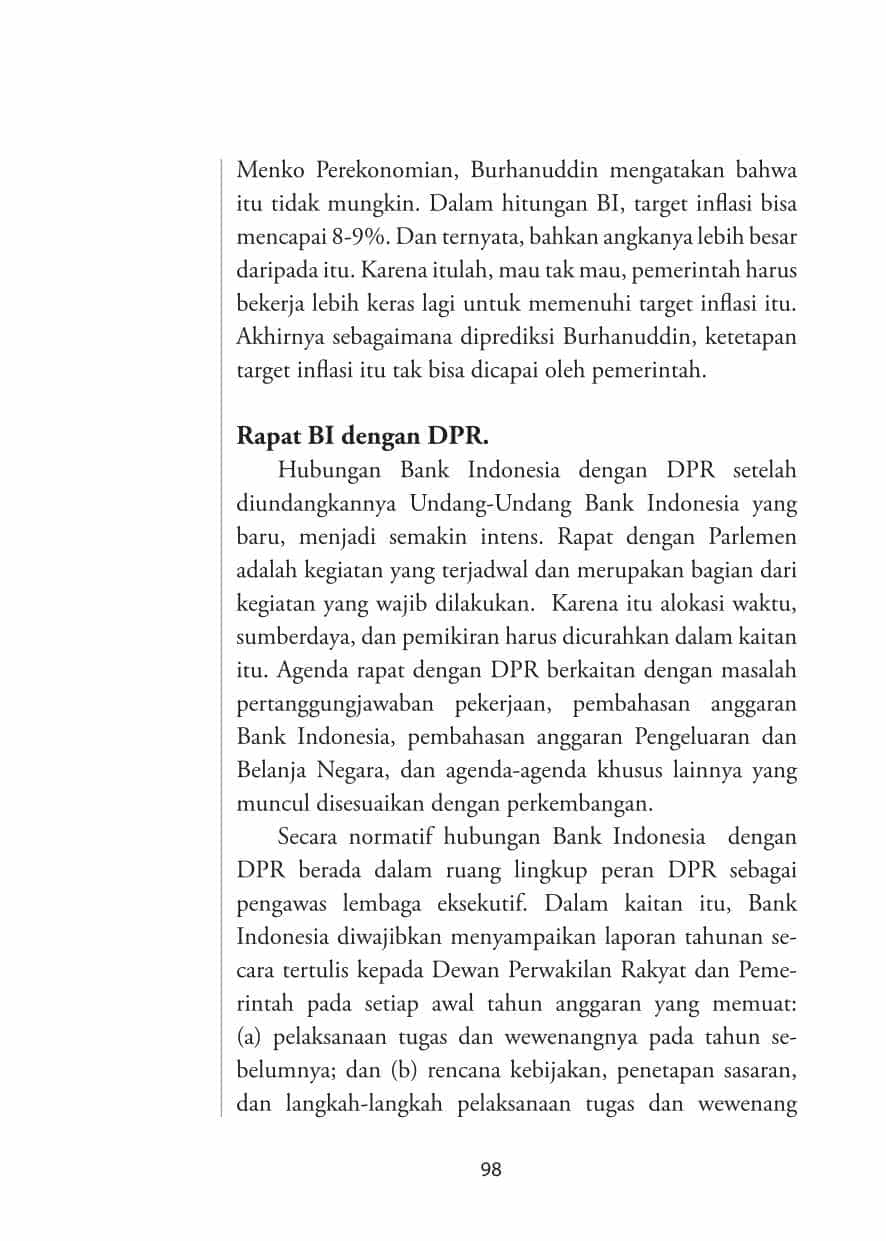 Menko Perekonomian, Burhanuddin mengatakan bahwa
itu tidak mungkin. Dalam hitungan BI, target inflasi bisa
mencapai 8-9%. Dan ternyata, bahkan angkanya lebih besar
daripada itu. Karena itulah, mau tak mau, pemerintah harus
bekerja lebih keras lagi untuk memenuhi target inflasi itu.
Akhirnya sebagaimana diprediksi Burhanuddin, ketetapan
target inflasi itu tak bisa dicapai oleh pemerintah.
Rapat BI dengan DPR.
Hubungan Bank Indonesia dengan DPR setelah
diundangkannya Undang-Undang Bank Indonesia yang
baru, menjadi semakin intens. Rapat dengan Parlemen
adalah kegiatan yang terjadwal dan merupakan bagian dari
kegiatan yang wajib dilakukan.  Karena itu alokasi waktu,
sumberdaya, dan pemikiran harus dicurahkan dalam kaitan
itu. Agenda rapat dengan DPR berkaitan dengan masalah
pertanggungjawaban pekerjaan, pembahasan anggaran
Bank Indonesia, pembahasan anggaran Pengeluaran dan
Belanja Negara, dan agenda-agenda khusus lainnya yang
muncul disesuaikan dengan perkembangan.
Secara normatif hubungan Bank Indonesia  dengan
DPR berada dalam ruang lingkup peran DPR sebagai
pengawas lembaga eksekutif. Dalam kaitan itu, Bank
Indonesia diwajibkan menyampaikan laporan tahunan se-
cara tertulis kepada Dewan Perwakilan Rakyat dan Peme-
rintah pada setiap awal tahun anggaran yang memuat:
(a) pelaksanaan tugas dan wewenangnya pada tahun se-
belumnya; dan (b) rencana kebijakan, penetapan sasaran,
dan langkah-langkah pelaksanaan tugas dan wewenang
98